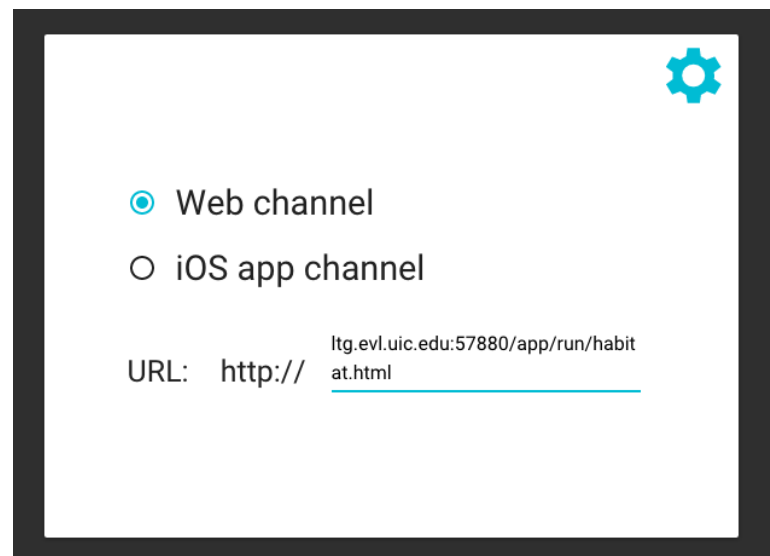 Web channel
iOS app channel
URL: http:// ltg.evl.uic.edu:57880/app/run/habit
at.html